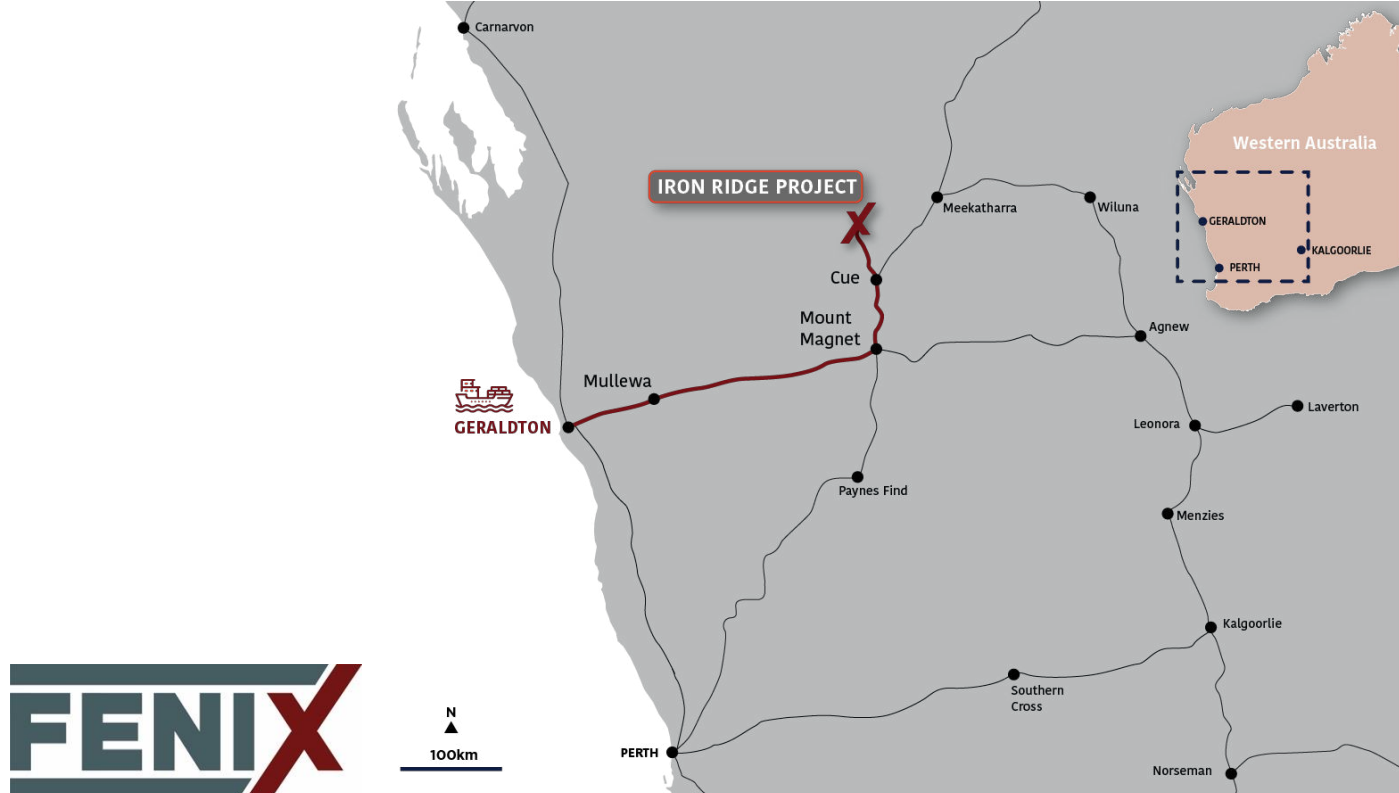 Carnarvon
Western Australia
IRON RIDGE PROJECT
X
Meekatharra
Wiluna
GERALDTON
KALGOORLIE
PERTH
Cue
Mount
Magnet
Agnew
Mullewa
GERALDTON
Laverton
Leonora
Paynes Find
Menzies
Kalgoorlie
Southern
Cross
FENIX
N
100km
PERTH
Norseman